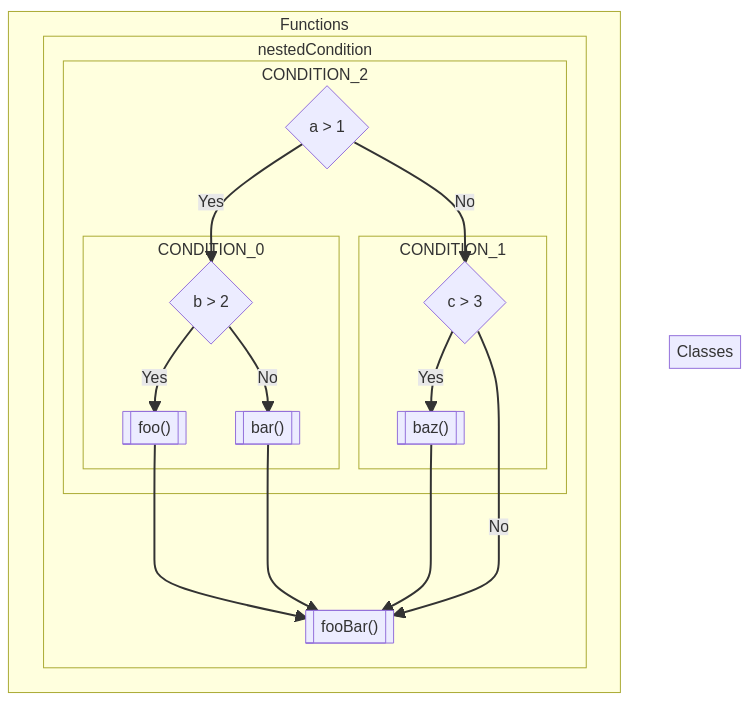 Functions
nestedCondition
CONDITION_2
a > 1
Yes
No
CONDITION_0
CONDITION_1
b > 2
c > 3
Classes
Yes
No
Yes
foo()
bar()
baz()
No
fooBar()